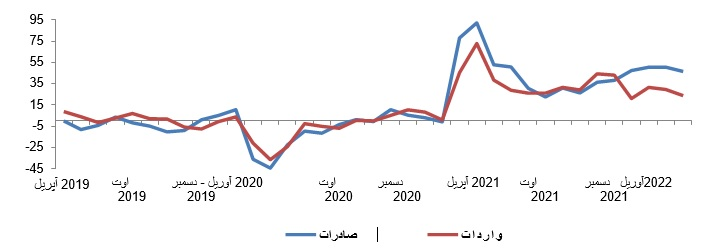 95
75
55
35
15
-5
-25
-45
أبريل 2019
اوت 2019
دسمبر 2019 - أوريل 2020
اوت 2020
دسمبر 2020
أبريل 2021
اوت 2021
دسمبر 2021
أوريل 2022
صادرات
واردات